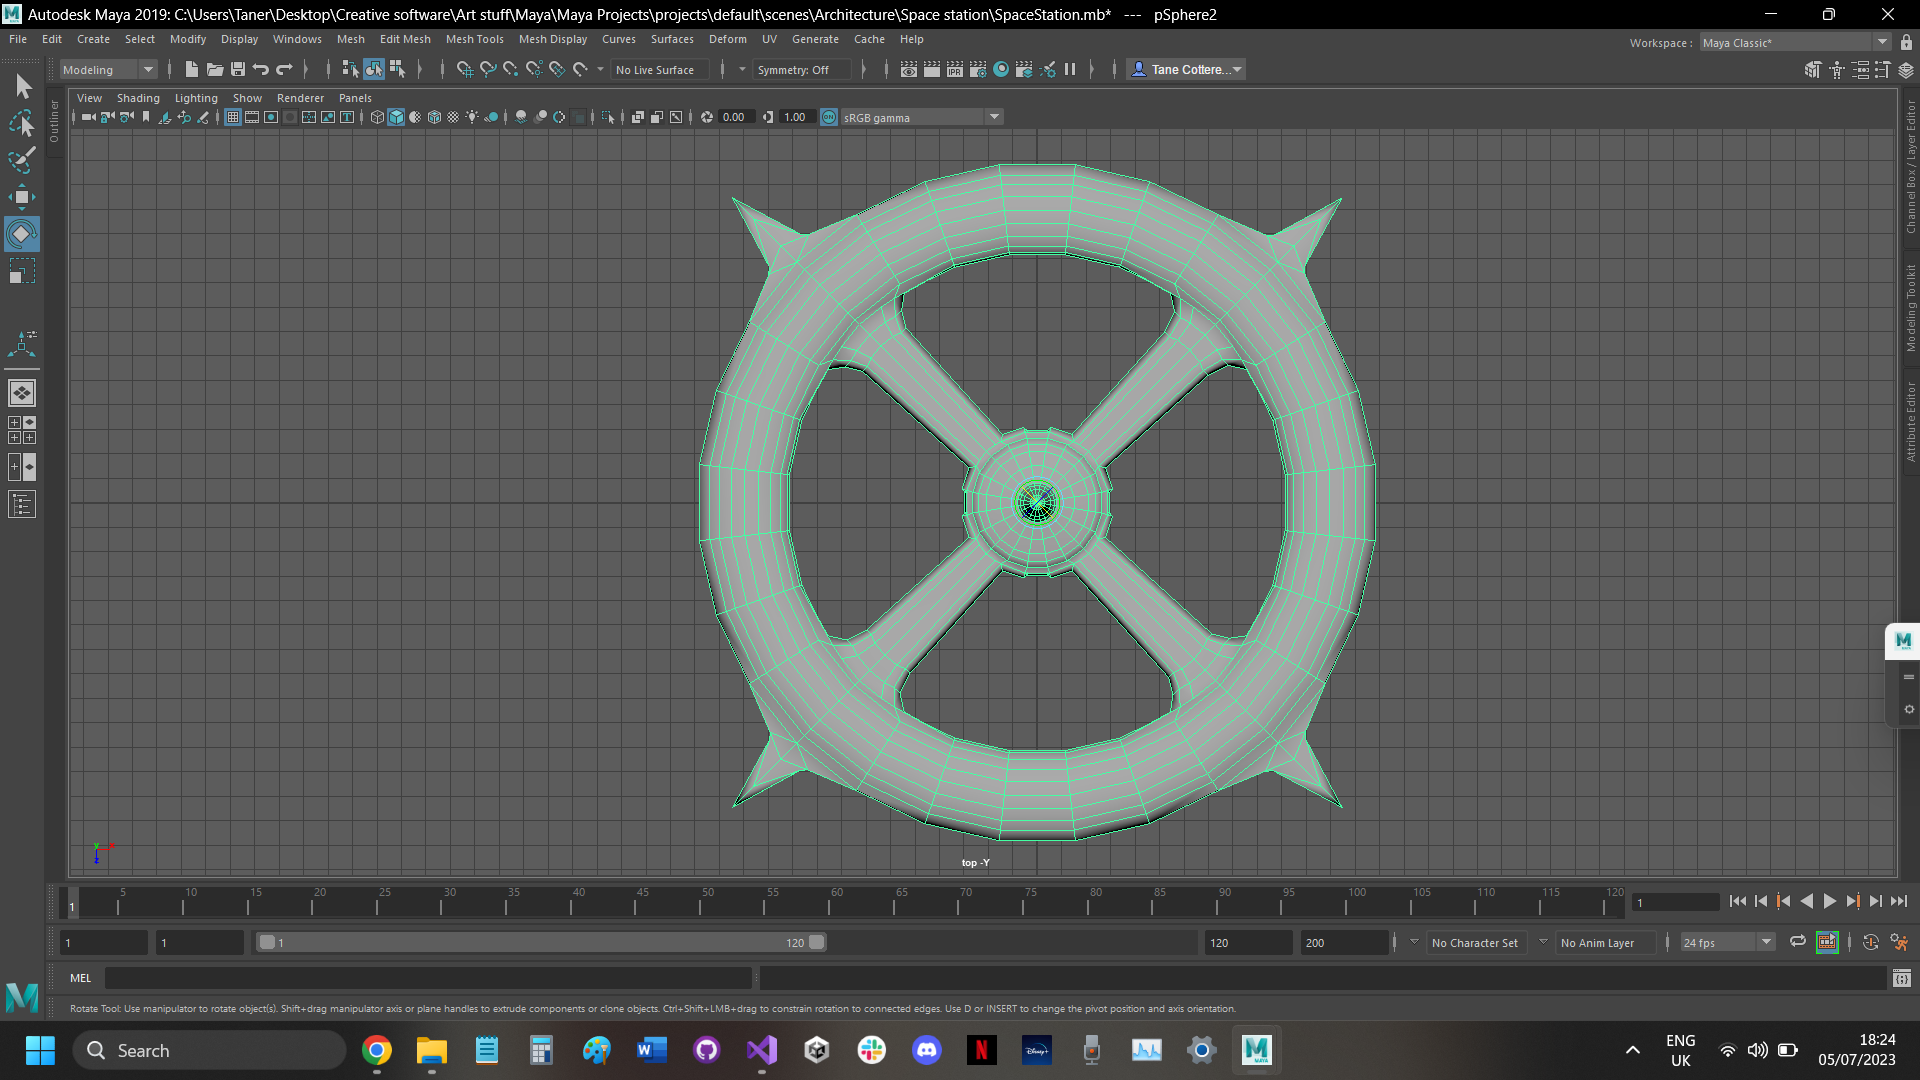 Autodesk Maya 2019: C:\Users\Taner\Desktop\Creative software\Art stuff\Maya\Maya Projects\projects\default\scenes\Architecture\Space station\SpaceStation.mb* --- pSphere2
File Edit Create Select Modify Display Windows Mesh Edit Mesh Mesh Tools Mesh Display Curves Surfaces Deform UV Generate Cache Help
Workspace : Maya Classic*
Modeling No Live Surface Symmetry: Off Tane Cottere...
IPR
View Shading Lighting Show Renderer Panels
0.00 1.00 ON sRGB gamma
Outliner
Channel Box / Layer Editor
Modeling Toolkit
Attribute Editor
top -Y
5 10 15 20 25 30 35 40 45 50 55 60 65 70 75 80 85 90 95 100 105 110 115 120
1 1
1 1 1 120 120 200 No Character Set No Anim Layer 24 fps
MEL
Rotate Tool: Use manipulator to rotate object(s). Shift+drag manipulator axis or plane handles to extrude components or clone objects. Ctrl+Shift+LMB+drag to constrain rotation to connected edges. Use D or INSERT to change the pivot position and axis orientation.
Search
ENG
UK
18:24
05/07/2023